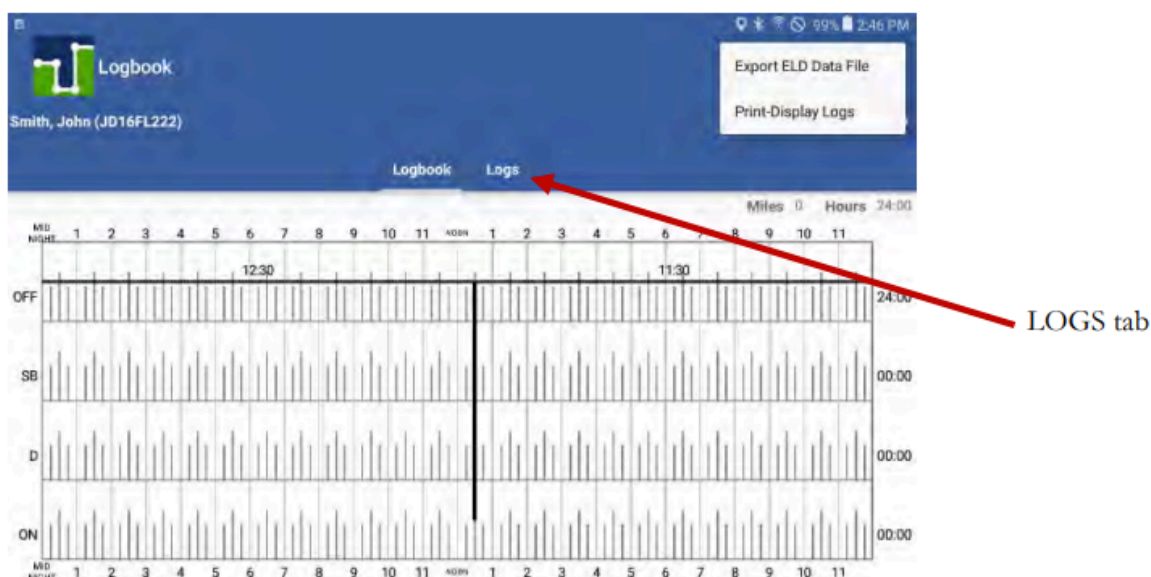 99% 2:46 PM
Logbook
Export ELD Data File
Print-Display Logs
Smith, John (JD16FL222)
Logbook Logs
Miles 0 Hours 24:00
MID NIGHT 1 2 3 4 5 6 7 8 9 10 11 NOON 1 2 3 4 5 6 7 8 9 10 11
12:30 11:30
OFF 24:00
LOGS tab
SB 00:00
D 00:00
ON 00:00
MID NIGHT 1 2 3 4 5 6 7 8 9 10 11 NOON 1 2 3 4 5 6 7 8 9 10 11